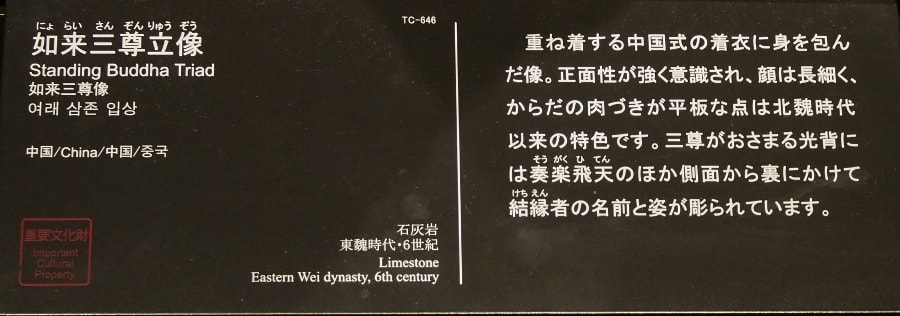 TC-646
にょ らい さん ぞんりゅう ぞう
如来三尊立像
Standing Buddha Triad
如来三尊像
여래 삼존 입상
中国/China/中国/중국
重要文化財
Important
Cultural
Property
石灰岩
東魏時代・6世紀
Limestone
Eastern Wei dynasty, 6th century
重ね着する中国式の着衣に身を包ん
だ像。正面性が強く意識され、顔は長細く、
からだの肉づきが平板な点は北魏時代
以来の特色です。三尊がおさまる光背に
そう がく ひ てん
は奏楽飛天のほか側面から裏にかけて
けち えん
結縁者の名前と姿が彫られています。